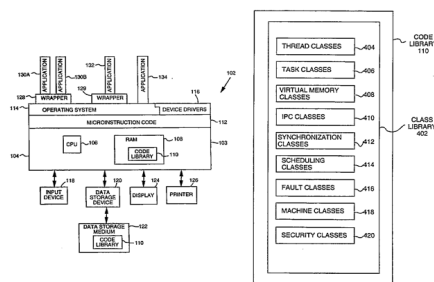 130A
APPLICATION
APPLICATION
130B
132
APPLICATION
APPLICATION
134
102
128
WRAPPER
129
WRAPPER
116
114
OPERATING SYSTEM
DEVICE DRIVERS
MICROINSTRUCTION CODE
112
103
CPU
106
RAM
108
CODE
LIBRARY
110
104
118
INPUT
DEVICE
120
DATA
STORAGE
DEVICE
124
DISPLAY
126
PRINTER
122
DATA STORAGE
MEDIUM
CODE
LIBRARY
110
THREAD CLASSES
404
CODE
LIBRARY
110
TASK CLASSES
406
VIRTUAL MEMORY
CLASSES
408
IPC CLASSES
410
CLASS
LIBRARY
402
SYNCHRONIZATION
CLASSES
412
SCHEDULING
CLASSES
414
FAULT CLASSES
416
MACHINE CLASSES
418
SECURITY CLASSES
420